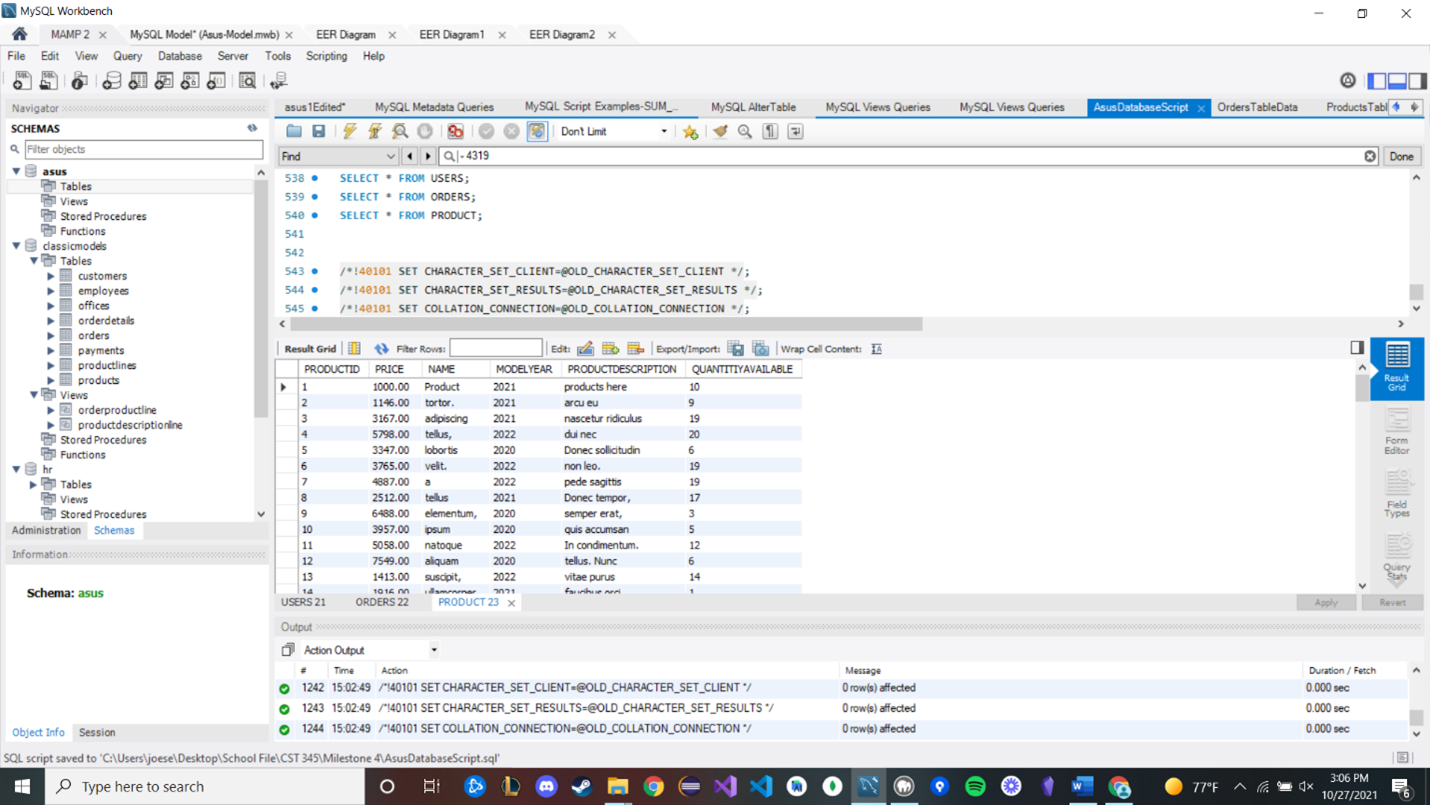 MySQL Workbench
MAMP 2 MySQL Model* (Asus-Model.mwb) EER Diagram EER Diagram1 EER Diagram2
File Edit View Query Database Server Tools Scripting Help
Navigator
SCHEMAS
Filter objects
asus
Tables
Views
Stored Procedures
Functions
classicmodels
Tables
customers
employees
offices
orderdetails
orders
payments
productlines
products
Views
orderproductline
productdescriptionline
Stored Procedures
Functions
hr
Tables
Views
Stored Procedures
Administration Schemas
Information
Schema: asus
Object Info Session
asus1Edited* MySQL Metadata Queries MySQL Script Examples-SUM_... MySQL AlterTable MySQL Views Queries MySQL Views Queries AsusDatabaseScript OrdersTableData ProductsTabl
Don't Limit
Find - 4319 Done
538 SELECT * FROM USERS;
539 SELECT * FROM ORDERS;
540 SELECT * FROM PRODUCT;
541
542
543 /*!40101 SET CHARACTER_SET_CLIENT=@OLD_CHARACTER_SET_CLIENT */;
544 /*!40101 SET CHARACTER_SET_RESULTS=@OLD_CHARACTER_SET_RESULTS */;
545 /*!40101 SET COLLATION_CONNECTION=@OLD_COLLATION_CONNECTION */;
Result Grid Filter Rows: Edit: Export/Import: Wrap Cell Content:
PRODUCTID PRICE NAME MODELYEAR PRODUCTDESCRIPTION QUANTITIYAVAILABLE
1 1000.00 Product 2021 products here 10
2 1146.00 tortor. 2021 arcu eu 9
3 3167.00 adipiscing 2021 nascetur ridiculus 19
4 5798.00 tellus, 2022 dui nec 20
5 3347.00 lobortis 2020 Donec sollicitudin 6
6 3765.00 velit. 2022 non leo. 19
7 4887.00 a 2022 pede sagittis 19
8 2512.00 tellus 2021 Donec tempor, 17
9 6488.00 elementum, 2020 semper erat, 3
10 3957.00 ipsum 2020 quis accumsan 5
11 5058.00 natoque 2022 In condimentum. 12
12 7549.00 aliquam 2020 tellus. Nunc 6
13 1413.00 suscipit, 2022 vitae purus 14
14 1916.00 ullamcorper 2021 faucibus orci 1
Result Grid
Form Editor
Field Types
Query Stats
USERS 21 ORDERS 22 PRODUCT 23 Apply Revert
Output
Action Output
# Time Action Message Duration / Fetch
1242 15:02:49 /*!40101 SET CHARACTER_SET_CLIENT=@OLD_CHARACTER_SET_CLIENT */ 0 row(s) affected 0.000 sec
1243 15:02:49 /*!40101 SET CHARACTER_SET_RESULTS=@OLD_CHARACTER_SET_RESULTS */ 0 row(s) affected 0.000 sec
1244 15:02:49 /*!40101 SET COLLATION_CONNECTION=@OLD_COLLATION_CONNECTION */ 0 row(s) affected 0.000 sec
SQL script saved to 'C:\Users\joese\Desktop\School File\CST 345\Milestone 4\AsusDatabaseScript.sql'
Type here to search
77°F
3:06 PM
10/27/2021
6